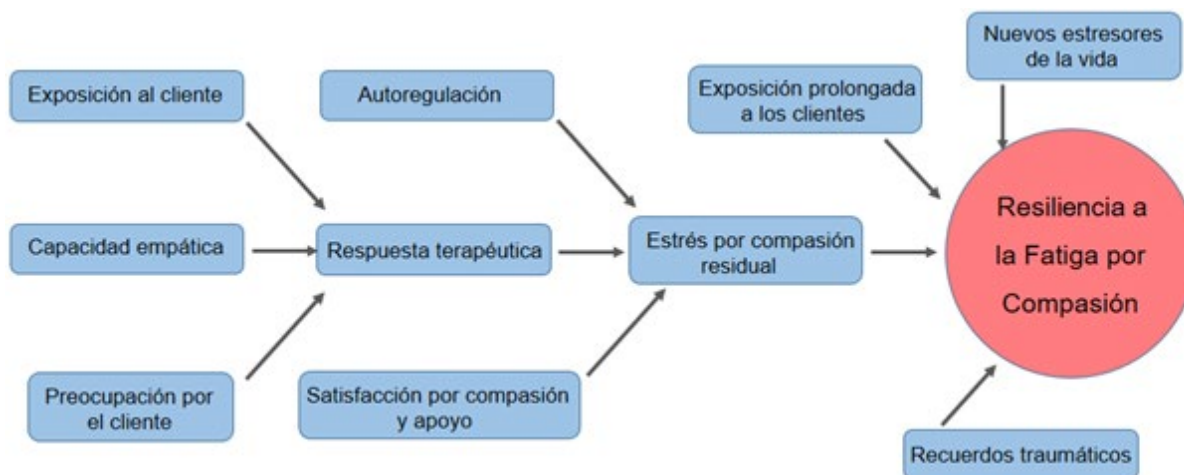 Nuevos estresores
de la vida
Exposición al cliente
Autoregulación
Exposición prolongada
a los clientes
Capacidad empática
Respuesta terapéutica
Estrés por compasión
residual
Resiliencia a
la Fatiga por
Compasión
Preocupación por
el cliente
Satisfacción por compasión
y apoyo
Recuerdos traumáticos